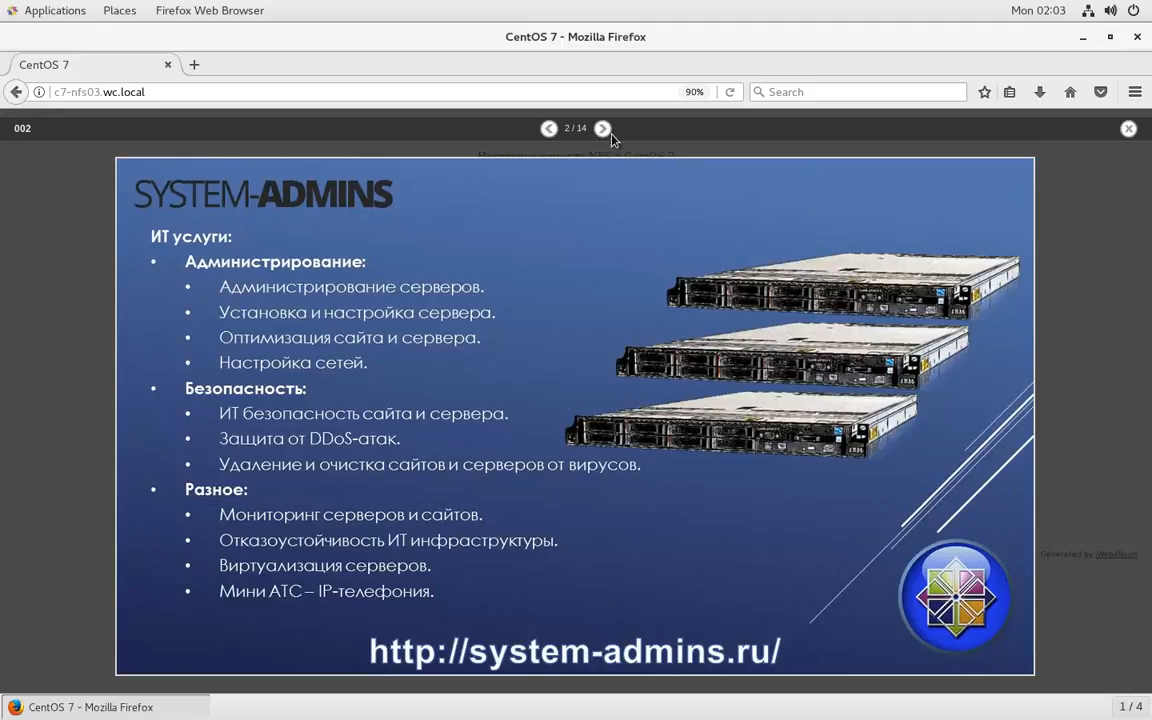 Applications Places Firefox Web Browser Mon 02:03
CentOS 7 - Mozilla Firefox
CentOS 7
c7-nfs03.wc.local 90% Search
002 2 / 14
SYSTEM-ADMINS
ИТ услуги:
• Администрирование:
• Администрирование серверов.
• Установка и настройка сервера.
• Оптимизация сайта и сервера.
• Настройка сетей.
• Безопасность:
• ИТ безопасность сайта и сервера.
• Защита от DDoS-атак.
• Удаление и очистка сайтов и серверов от вирусов.
• Разное:
• Мониторинг серверов и сайтов.
• Отказоустойчивость ИТ инфраструктуры.
Generated by jWebAlbum
• Виртуализация серверов.
• Мини АТС – IP-телефония.
http://system-admins.ru/
CentOS 7 - Mozilla Firefox 1 / 4